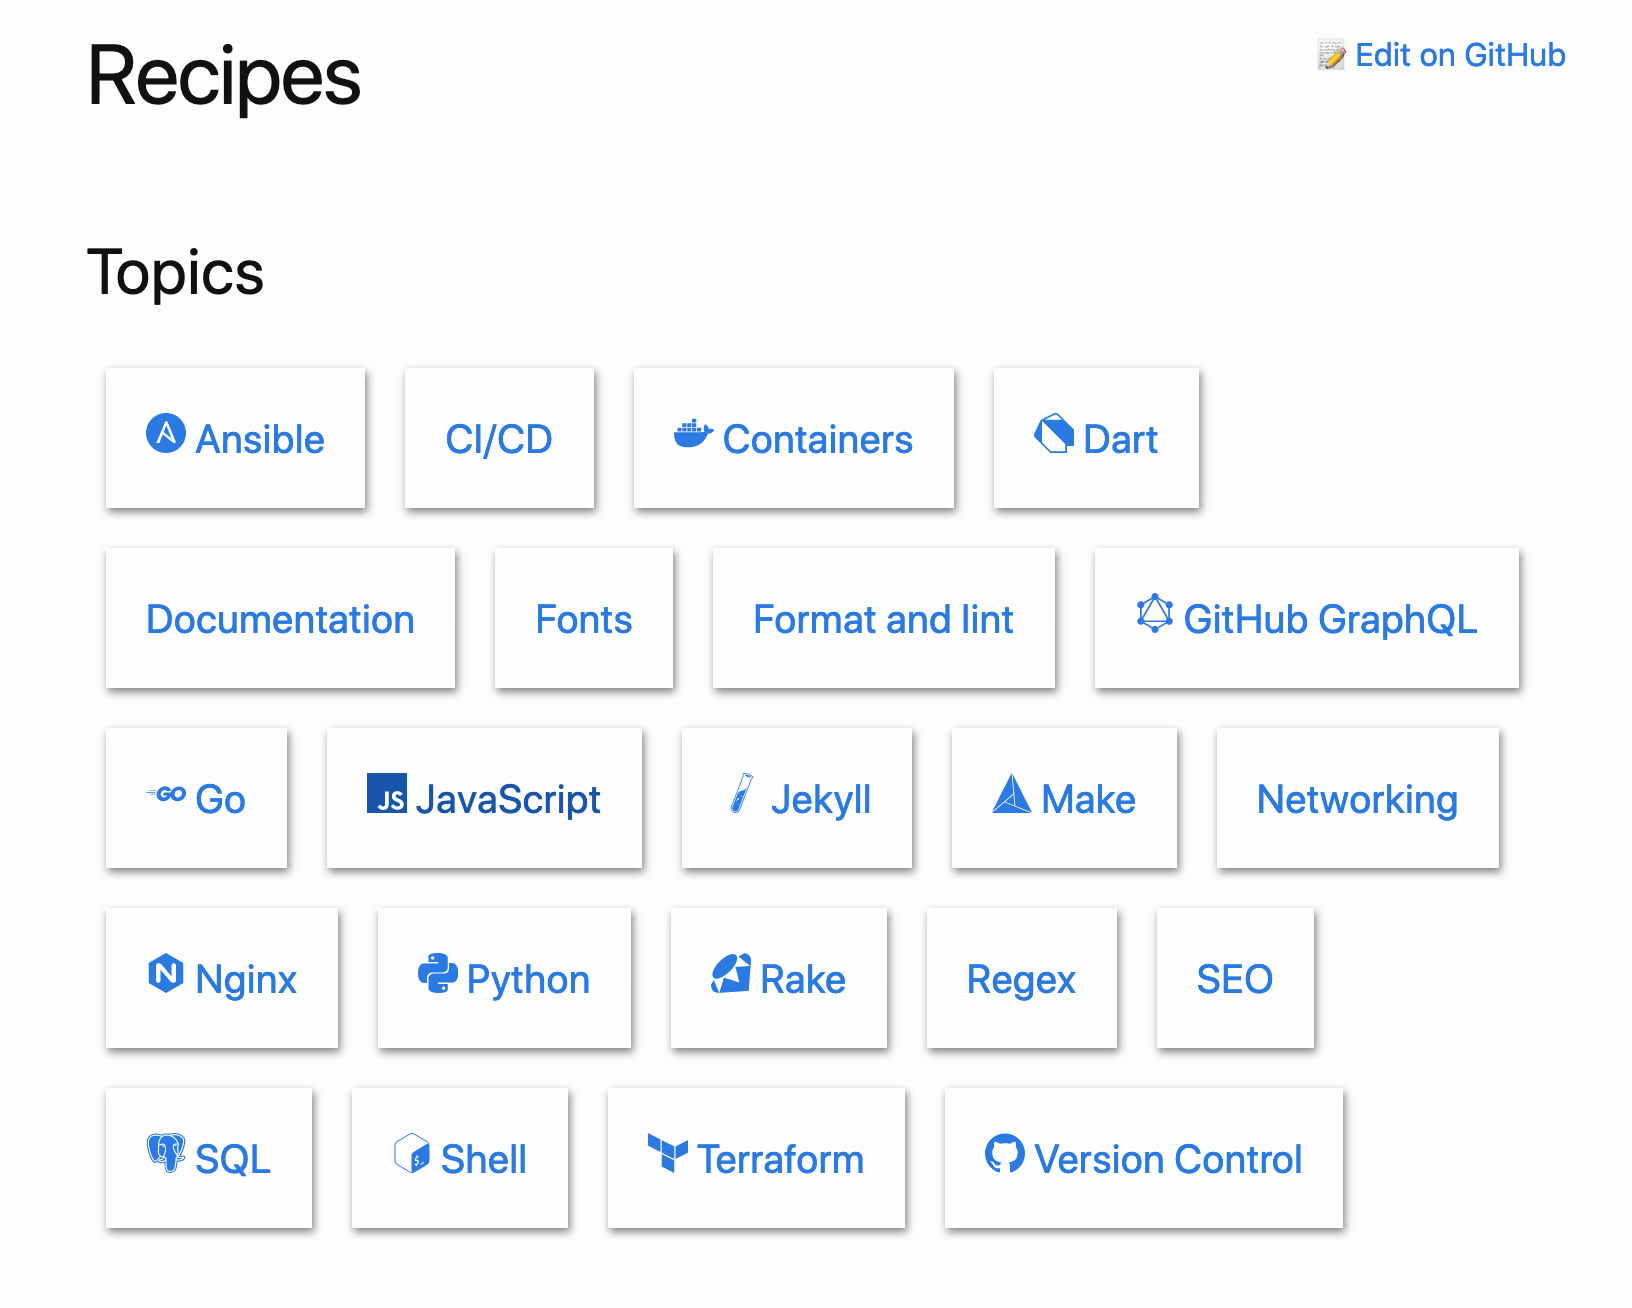 Recipes
Edit on GitHub
Topics
Ansible
CI/CD
Containers
Dart
Documentation
Fonts
Format and lint
GitHub GraphQL
GO Go
JS JavaScript
Jekyll
Make
Networking
N Nginx
Python
Rake
Regex
SEO
SQL
$_ Shell
Terraform
Version Control